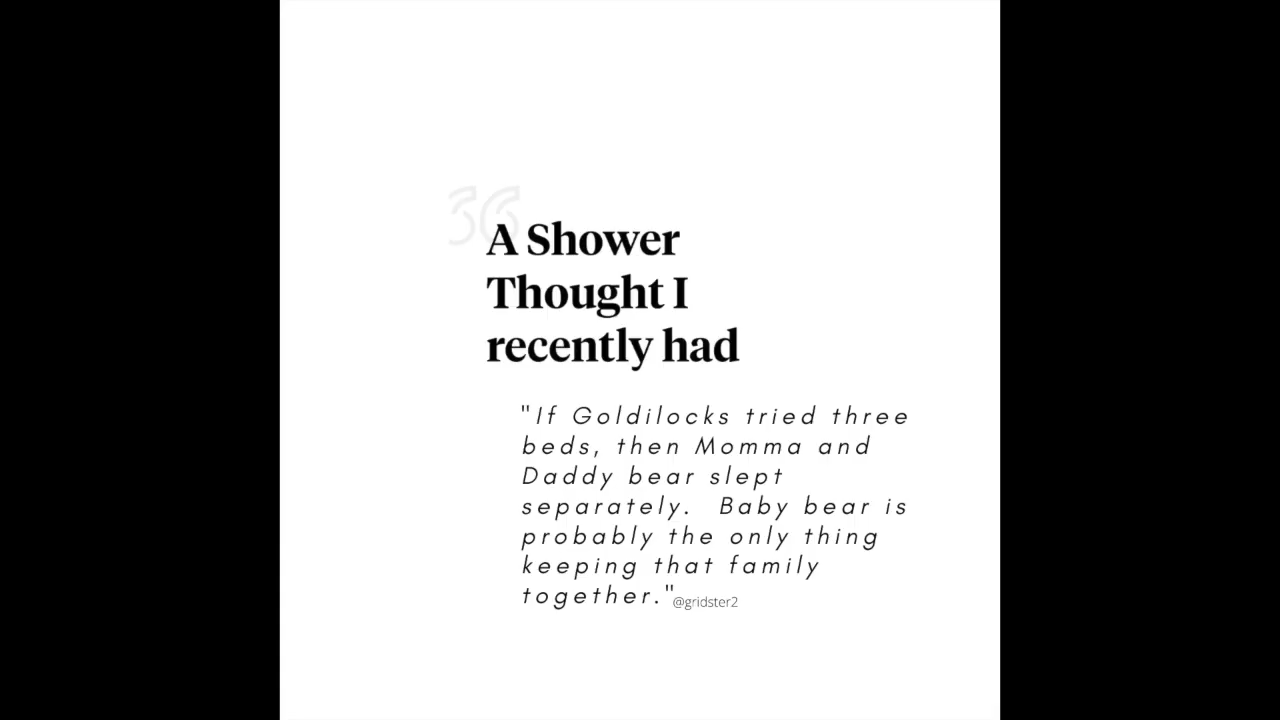 A Shower
Thought I
recently had
"If Goldilocks tried three
beds, then Momma and
Daddy bear slept
separately.  Baby bear is
probably the only thing
keeping that family
together."
@gridster2